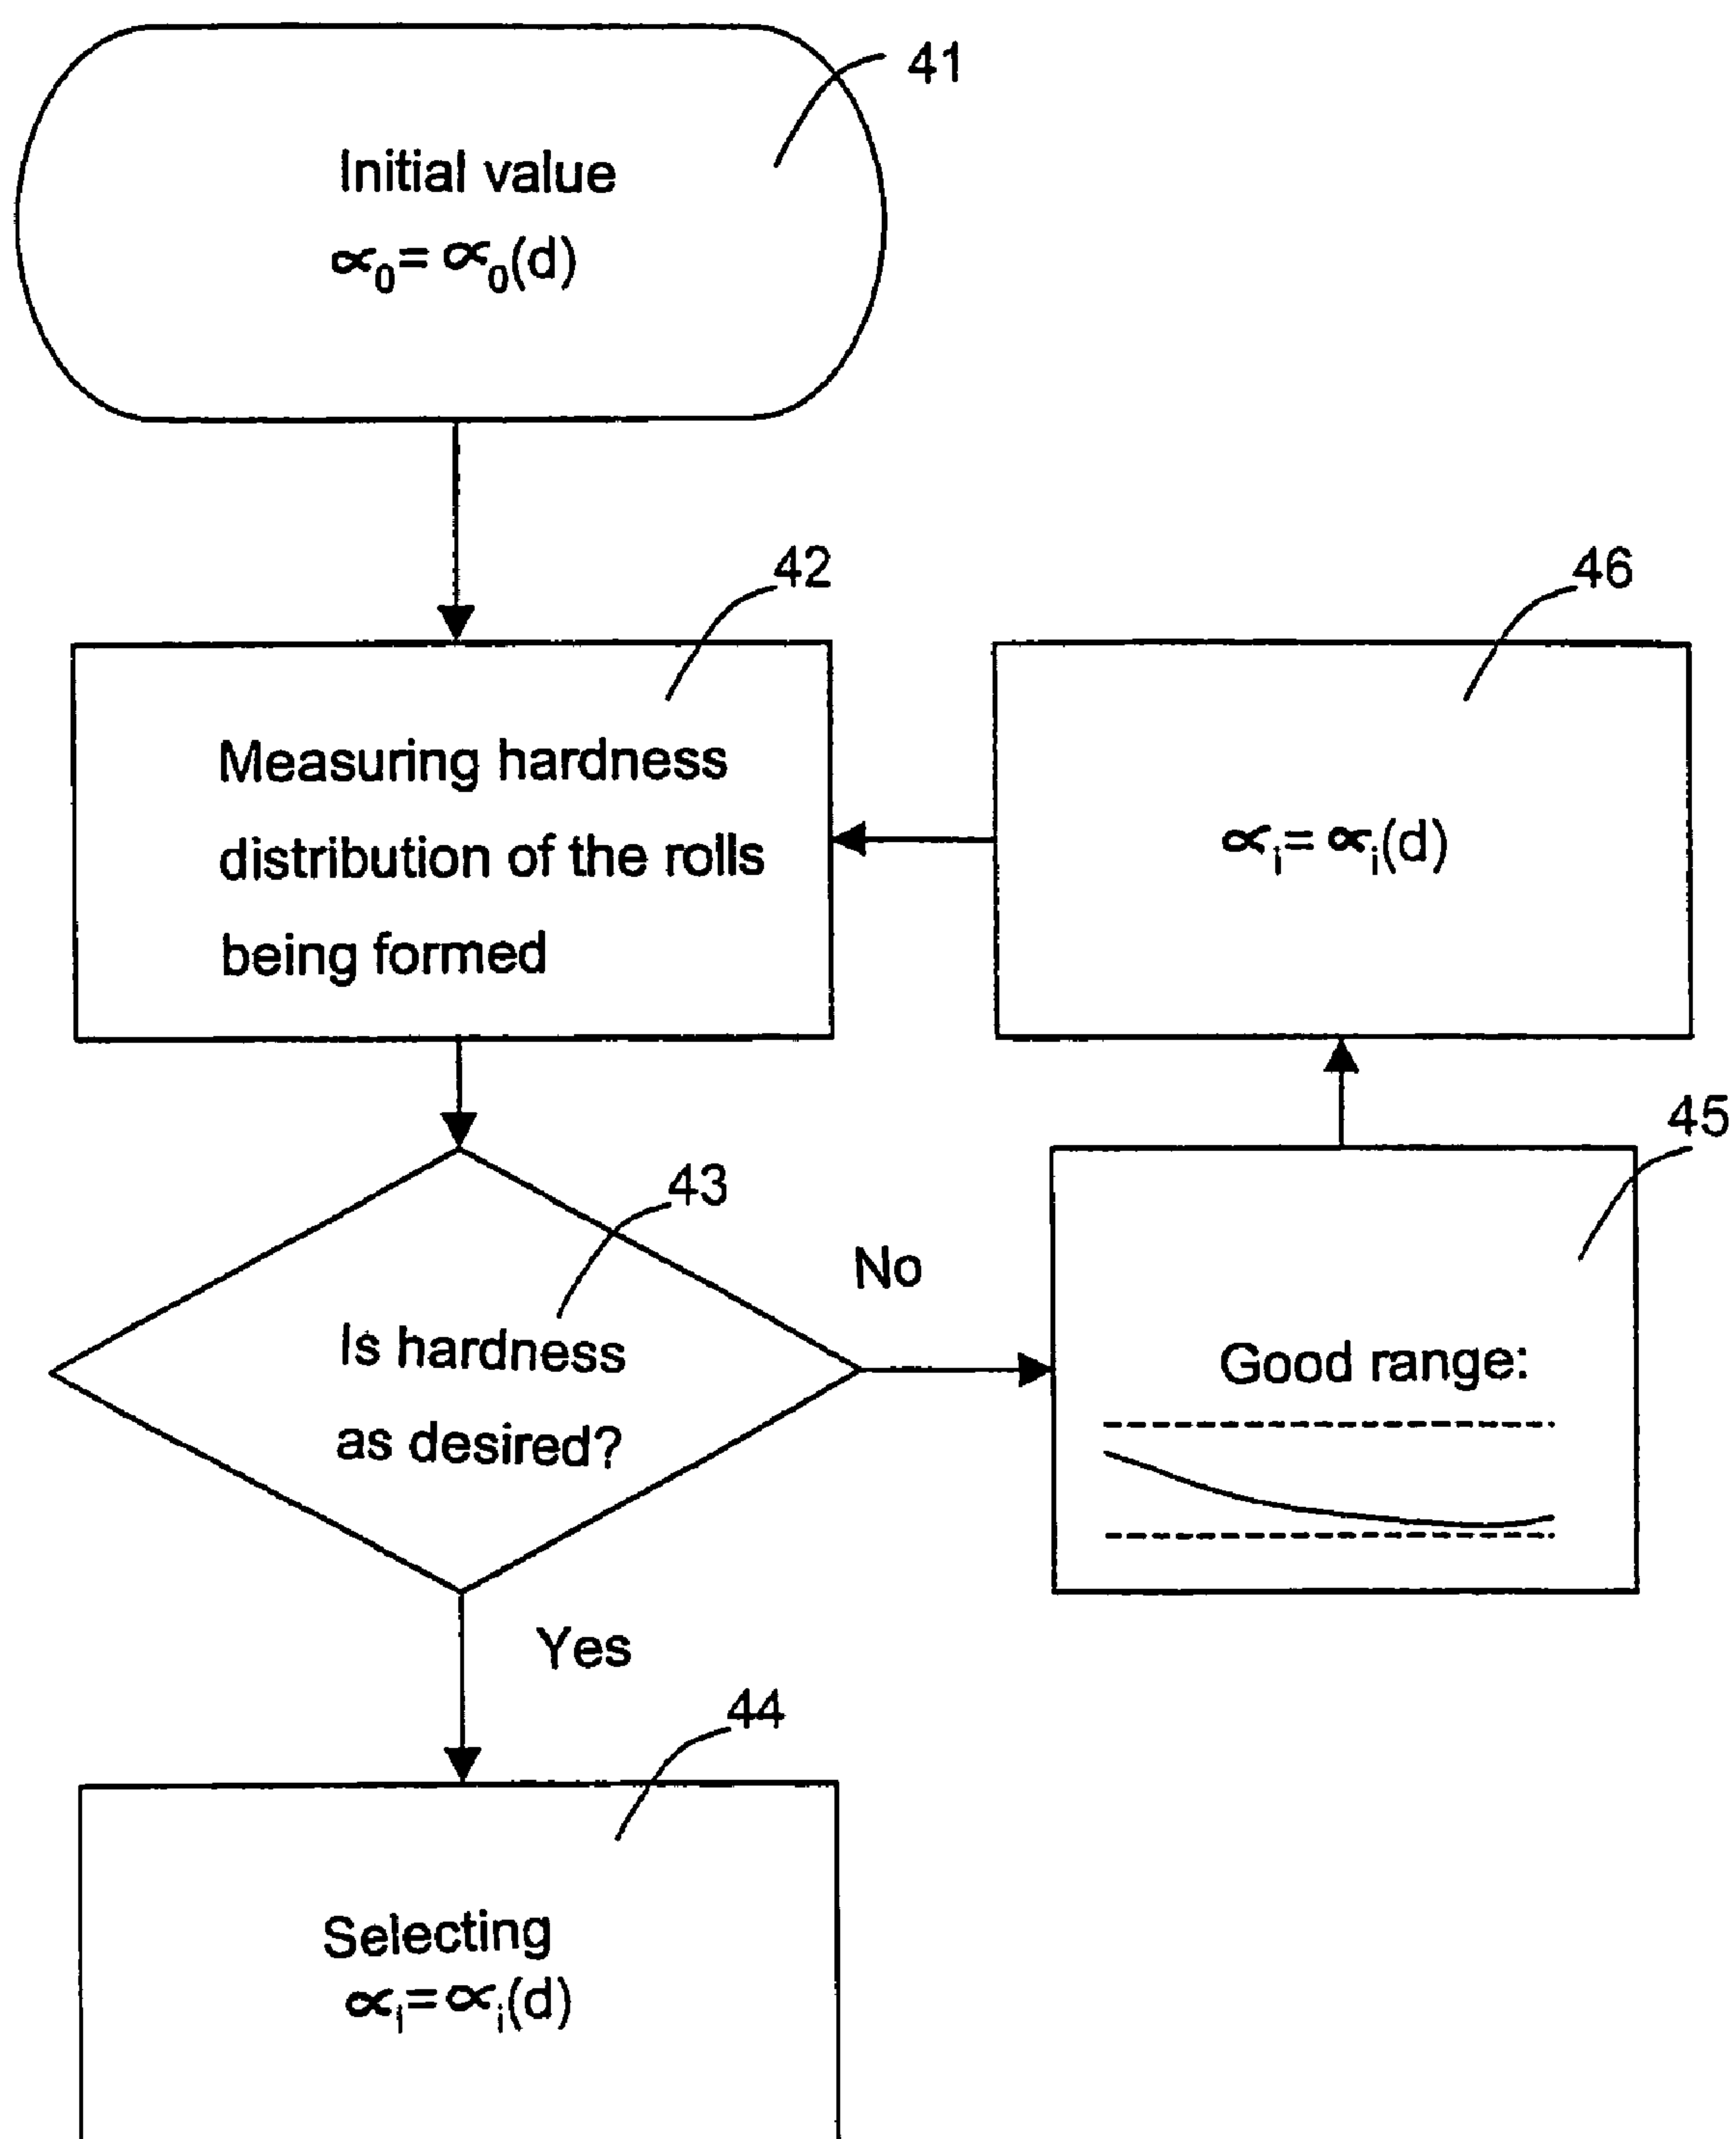 41
Initial value
∝₀=∝₀(d)
42
46
Measuring hardness
distribution of the rolls
being formed
∝ᵢ=∝ᵢ(d)
43
45
No
Is hardness
as desired?
Good range:
Yes
44
Selecting
∝ᵢ=∝ᵢ(d)